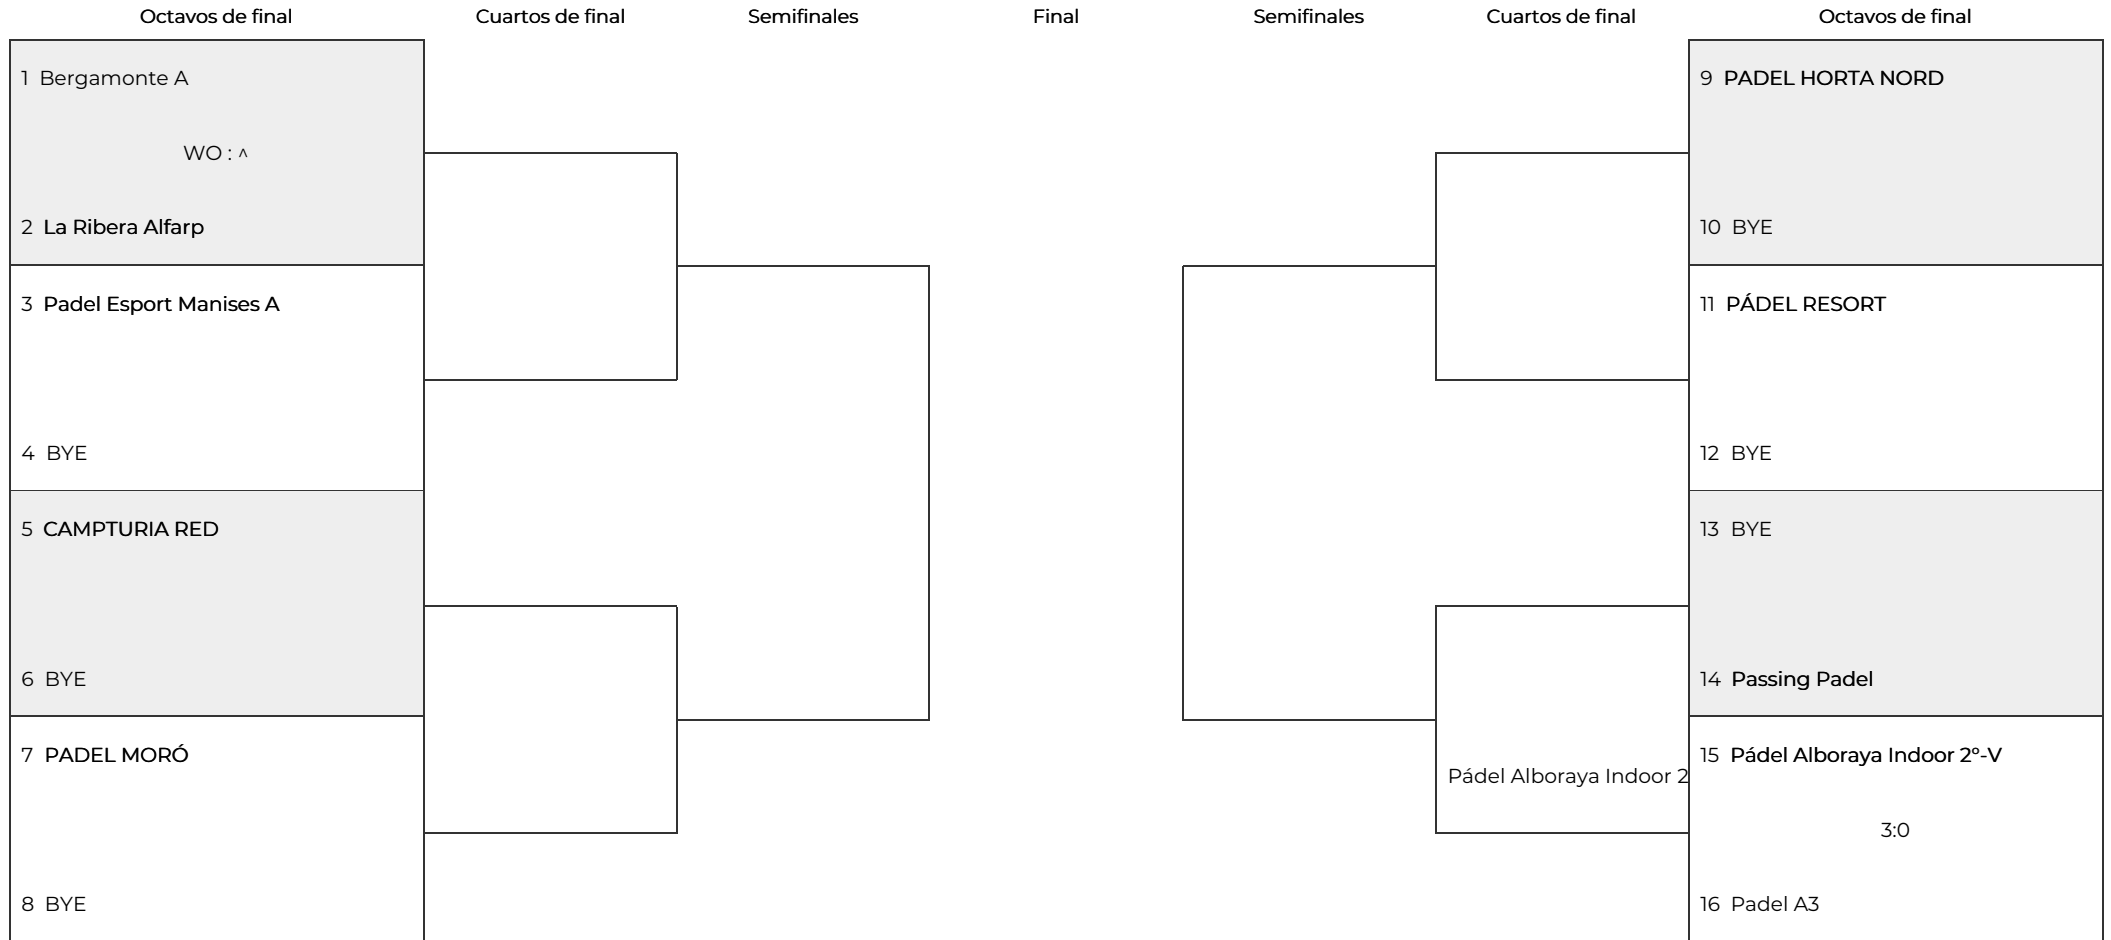 Octavos de final
Cuartos de final
Semifinales
Final
Semifinales
Cuartos de final
Octavos de final
1 Bergamonte A
WO : ^
2 La Ribera Alfarp
3 Padel Esport Manises A
4 BYE
5 CAMPTURIA RED
6 BYE
7 PADEL MORÓ
8 BYE
Pádel Alboraya Indoor 2
9 PADEL HORTA NORD
10 BYE
11 PÁDEL RESORT
12 BYE
13 BYE
14 Passing Padel
15 Pádel Alboraya Indoor 2º-V
3:0
16 Padel A3